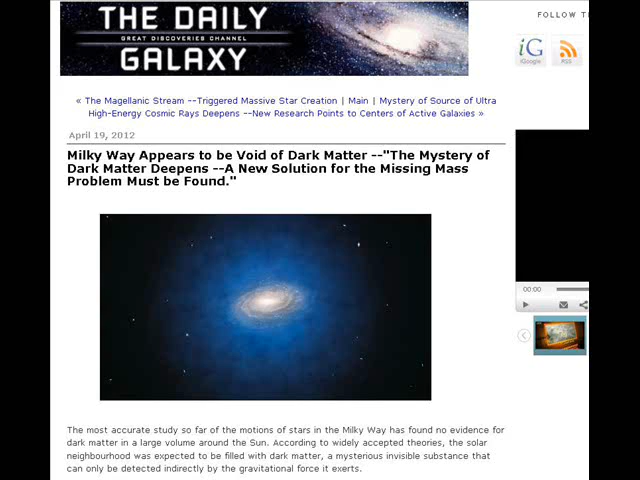 THE DAILY
GREAT DISCOVERIES CHANNEL
GALAXY
FOLLOW
iG
iGoogle
RSS
« The Magellanic Stream --Triggered Massive Star Creation | Main | Mystery of Source of Ultra
High-Energy Cosmic Rays Deepens --New Research Points to Centers of Active Galaxies »
April 19, 2012
Milky Way Appears to be Void of Dark Matter --"The Mystery of
Dark Matter Deepens --A New Solution for the Missing Mass
Problem Must be Found."
00:00
The most accurate study so far of the motions of stars in the Milky Way has found no evidence for
dark matter in a large volume around the Sun. According to widely accepted theories, the solar
neighbourhood was expected to be filled with dark matter, a mysterious invisible substance that
can only be detected indirectly by the gravitational force it exerts.